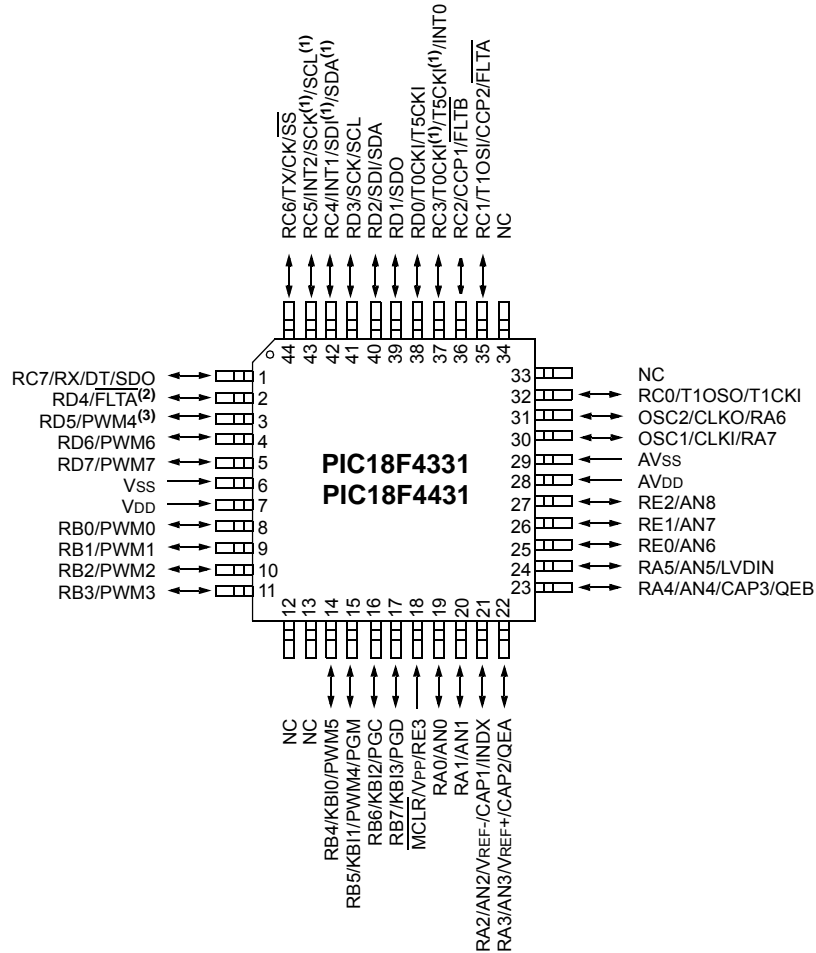 RC6/TX/CK/SS
RC5/INT2/SCK(1)/SCL(1)
RC4/INT1/SDI(1)/SDA(1)
RD3/SCK/SCL
RD2/SDI/SDA
RD1/SDO
RD0/T0CKI/T5CKI
RC3/T0CKI(1)/T5CKI(1)/INT0
RC2/CCP1/FLTB
RC1/T1OSI/CCP2/FLTA
NC
44
43
42
41
40
39
38
37
36
35
34
RC7/RX/DT/SDO 1
RD4/FLTA(2) 2
RD5/PWM4(3) 3
RD6/PWM6 4
RD7/PWM7 5
VSS 6
VDD 7
RB0/PWM0 8
RB1/PWM1 9
RB2/PWM2 10
RB3/PWM3 11
PIC18F4331
PIC18F4431
33 NC
32 RC0/T1OSO/T1CKI
31 OSC2/CLKO/RA6
30 OSC1/CLKI/RA7
29 AVSS
28 AVDD
27 RE2/AN8
26 RE1/AN7
25 RE0/AN6
24 RA5/AN5/LVDIN
23 RA4/AN4/CAP3/QEB
12
13
14
15
16
17
18
19
20
21
22
NC
NC
RB4/KBI0/PWM5
RB5/KBI1/PWM4/PGM
RB6/KBI2/PGC
RB7/KBI3/PGD
MCLR/VPP/RE3
RA0/AN0
RA1/AN1
RA2/AN2/VREF-/CAP1/INDX
RA3/AN3/VREF+/CAP2/QEA